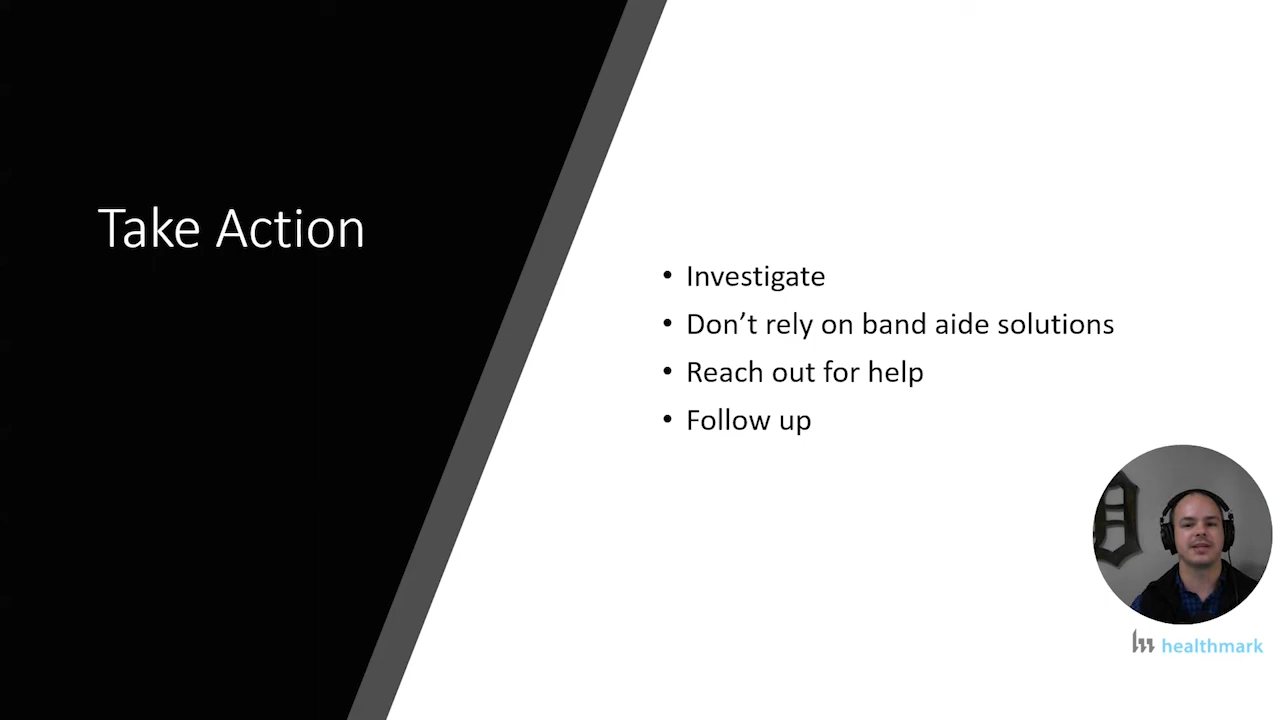 Take Action
• Investigate
• Don’t rely on band aide solutions
• Reach out for help
• Follow up
healthmark